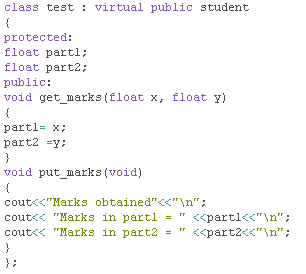 class test : virtual public student
{
protected:
float part1;
float part2;
public:
void get_marks(float x, float y)
{
part1= x;
part2 =y;
}
void put_marks(void)
{
cout<<"Marks obtained"<<"\n";
cout<< "Marks in part1 = " <<part1<<"\n";
cout<< "Marks in part2 = " <<part2<<"\n";
}
};